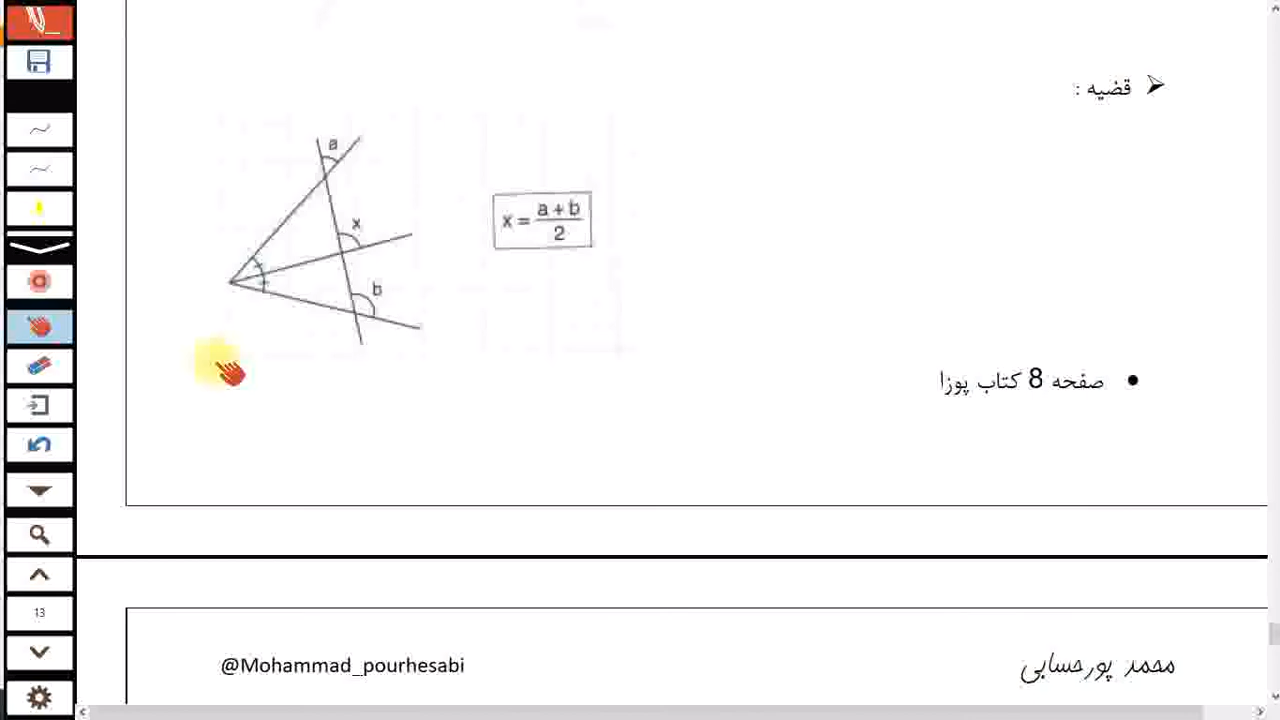 قضیه :
a
x
b
x = a + b / 2
صفحه 8 کتاب پوزا
13
@Mohammad_pourhesabi
محمد پورحسابی